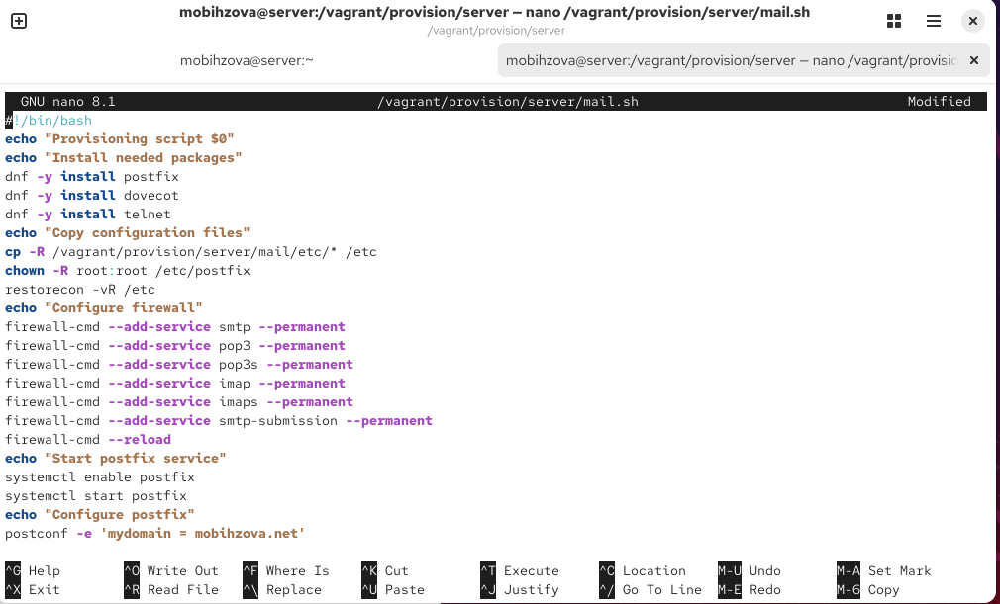 mobihzova@server:/vagrant/provision/server — nano /vagrant/provision/server/mail.sh
/vagrant/provision/server
mobihzova@server:~
mobihzova@server:/vagrant/provision/server — nano /vagrant/provisio
GNU nano 8.1 /vagrant/provision/server/mail.sh Modified
#!/bin/bash
echo "Provisioning script $0"
echo "Install needed packages"
dnf -y install postfix
dnf -y install dovecot
dnf -y install telnet
echo "Copy configuration files"
cp -R /vagrant/provision/server/mail/etc/* /etc
chown -R root:root /etc/postfix
restorecon -vR /etc
echo "Configure firewall"
firewall-cmd --add-service smtp --permanent
firewall-cmd --add-service pop3 --permanent
firewall-cmd --add-service pop3s --permanent
firewall-cmd --add-service imap --permanent
firewall-cmd --add-service imaps --permanent
firewall-cmd --add-service smtp-submission --permanent
firewall-cmd --reload
echo "Start postfix service"
systemctl enable postfix
systemctl start postfix
echo "Configure postfix"
postconf -e 'mydomain = mobihzova.net'
^G Help ^O Write Out ^F Where Is ^K Cut ^T Execute ^C Location M-U Undo M-A Set Mark
^X Exit ^R Read File ^\ Replace ^U Paste ^J Justify ^/ Go To Line M-E Redo M-6 Copy